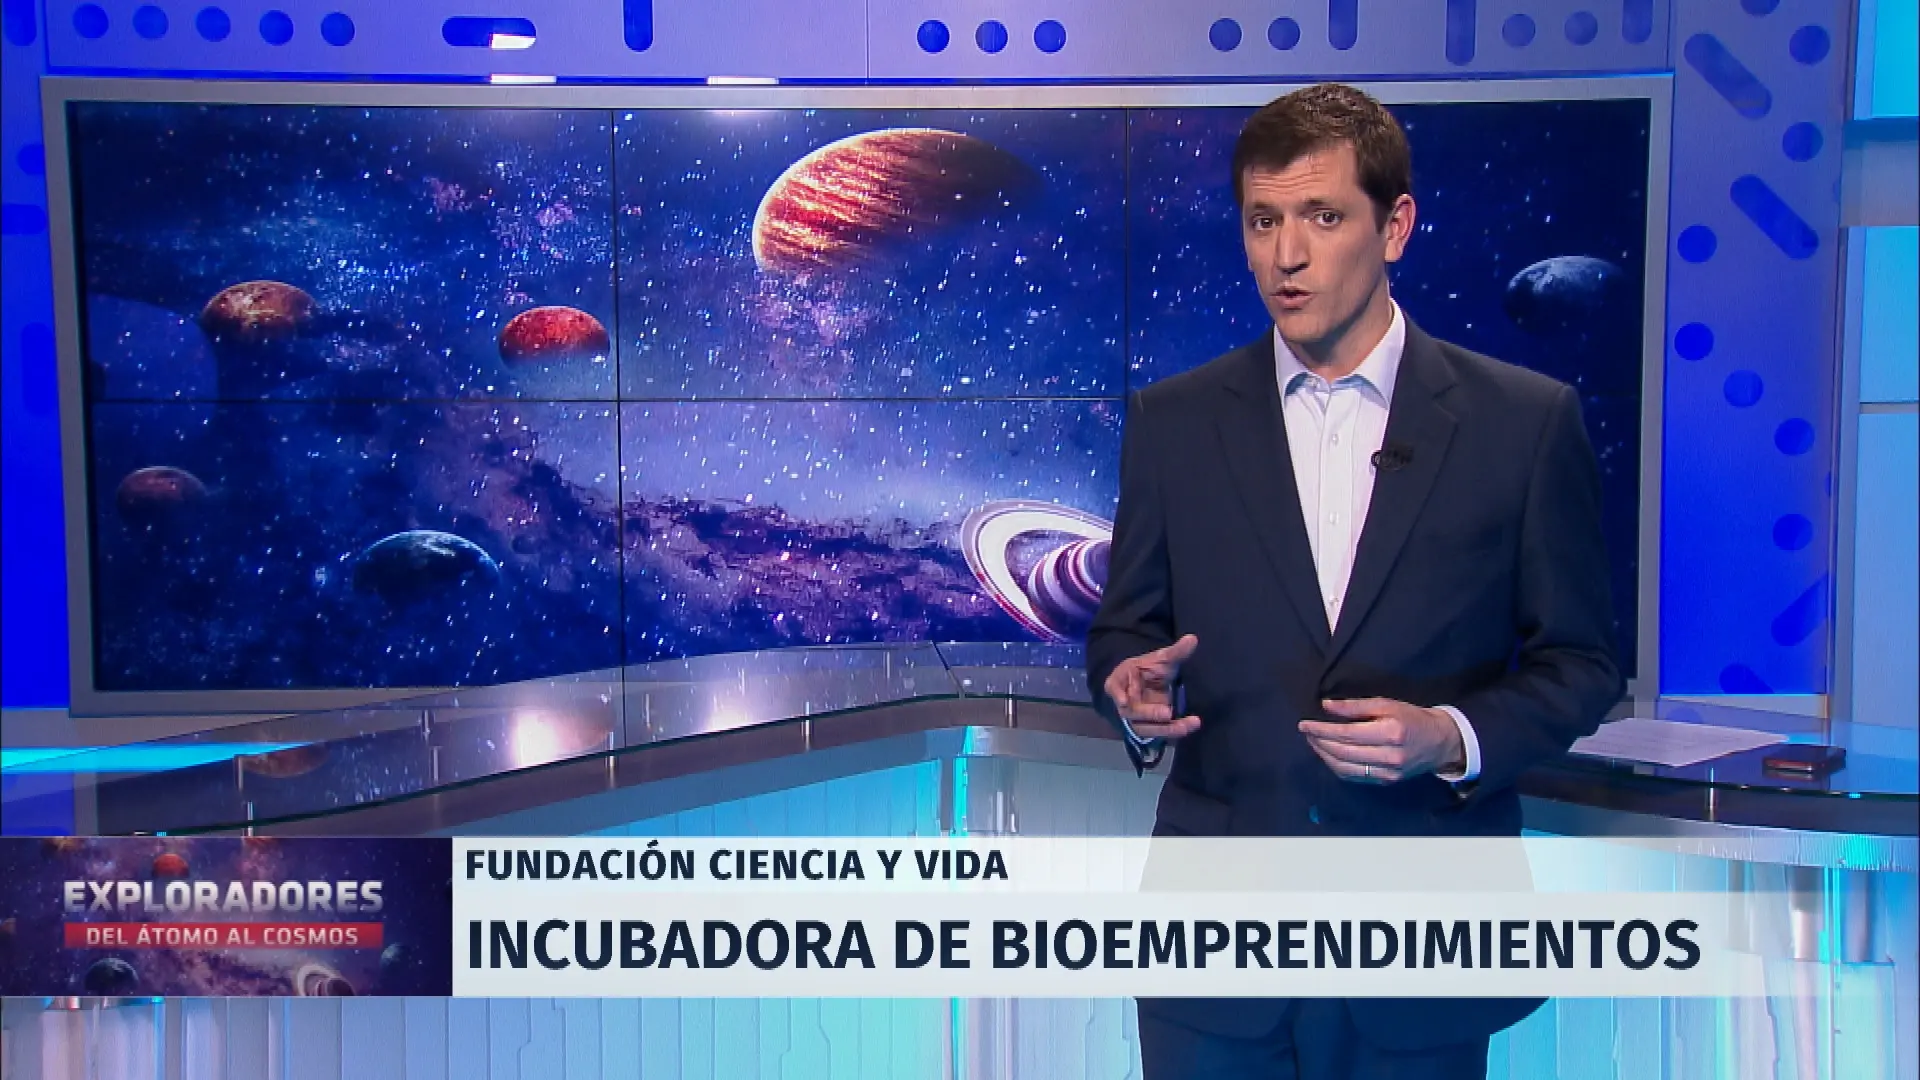 FUNDACIÓN CIENCIA Y VIDA
EXPLORADORES
DEL ÁTOMO AL COSMOS
INCUBADORA DE BIOEMPRENDIMIENTOS